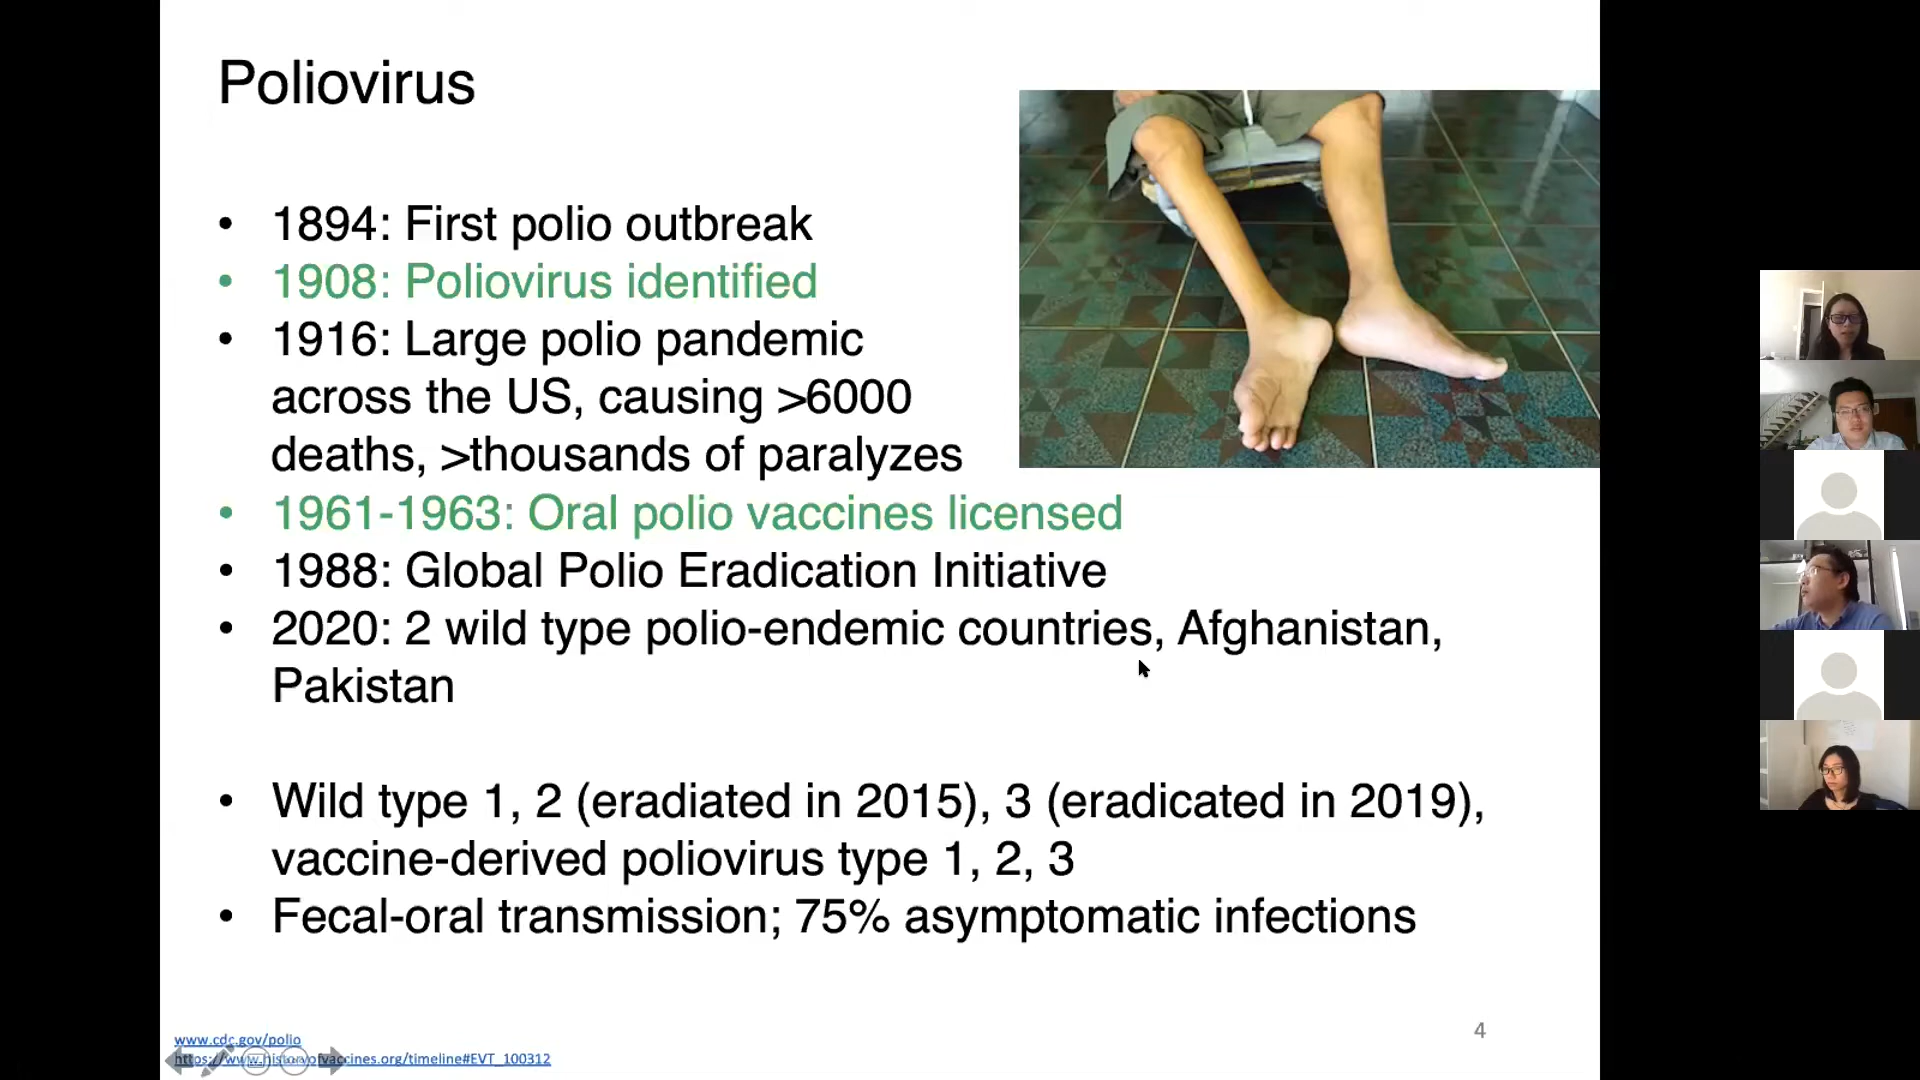 Poliovirus
• 1894: First polio outbreak
• 1908: Poliovirus identified
• 1916: Large polio pandemic
across the US, causing >6000
deaths, >thousands of paralyzes
• 1961-1963: Oral polio vaccines licensed
• 1988: Global Polio Eradication Initiative
• 2020: 2 wild type polio-endemic countries, Afghanistan,
Pakistan
• Wild type 1, 2 (eradiated in 2015), 3 (eradicated in 2019),
vaccine-derived poliovirus type 1, 2, 3
• Fecal-oral transmission; 75% asymptomatic infections
www.cdc.gov/polio
https://www.historyofvaccines.org/timeline#EVT_100312
4